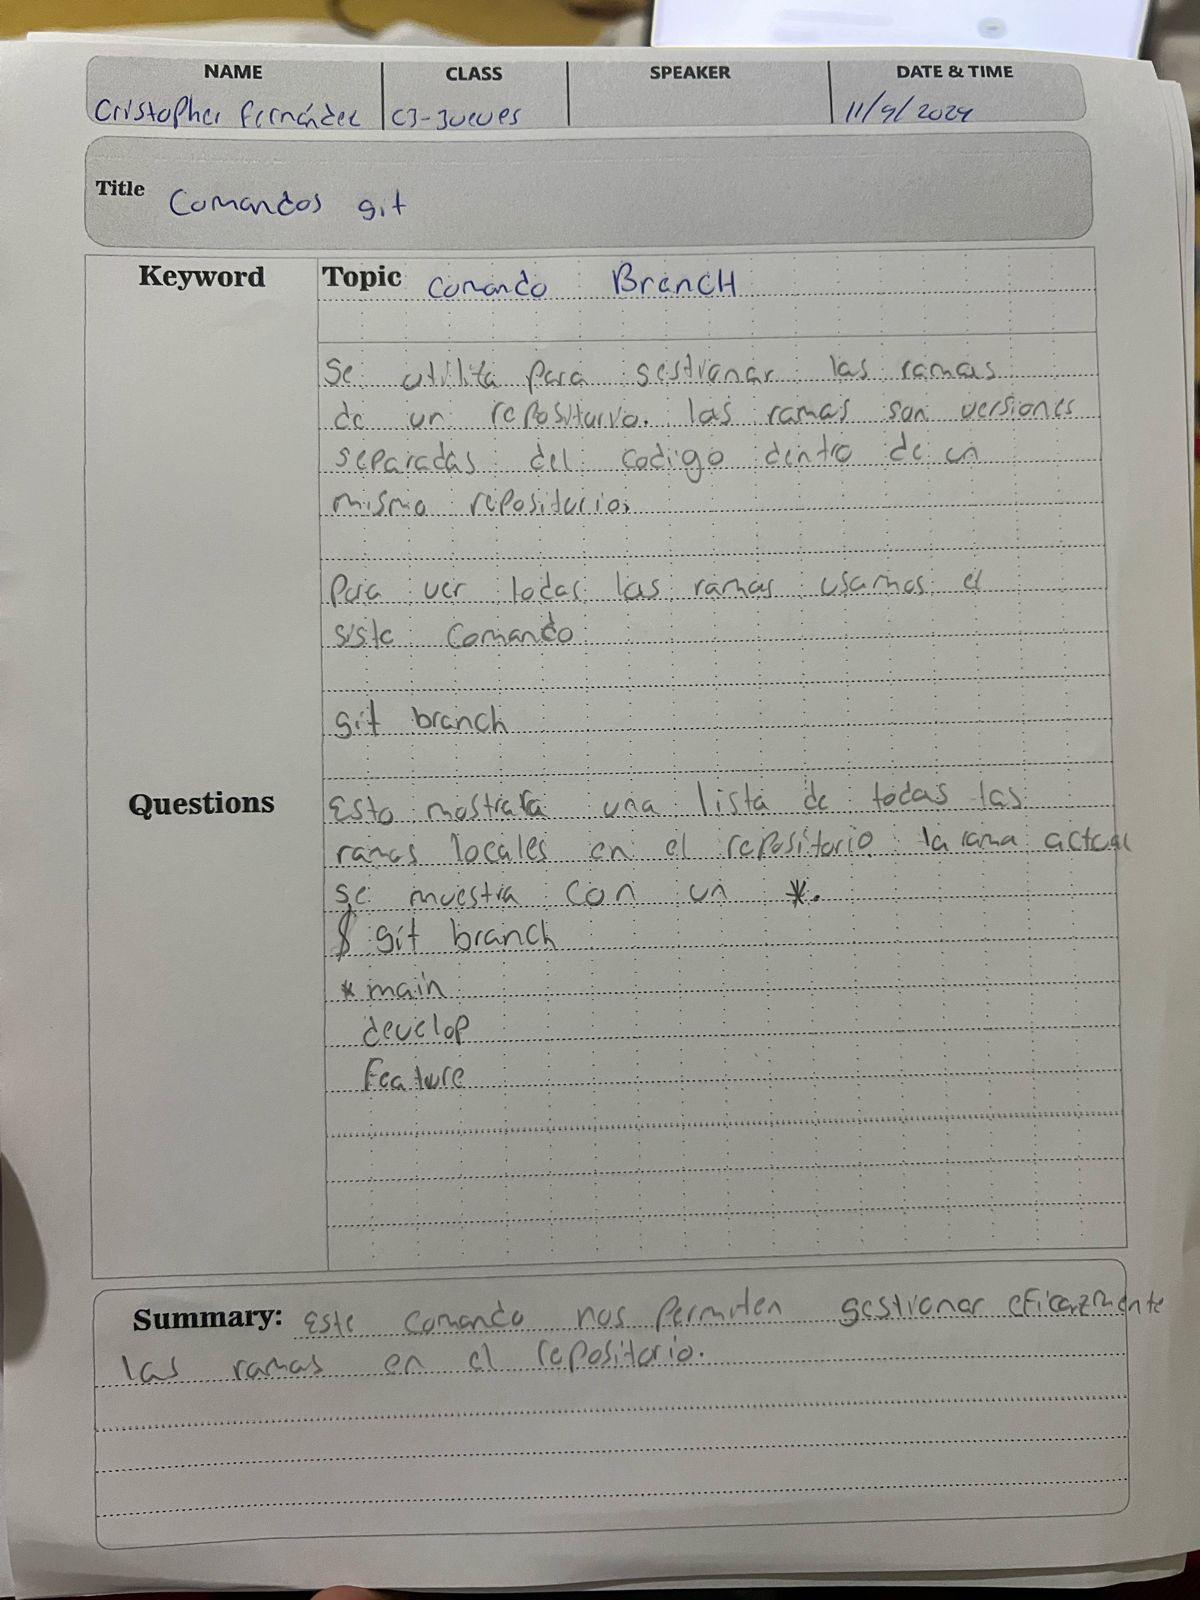 NAME CLASS SPEAKER DATE & TIME
Cristopher Fernández C3-Jueves 11/9/2024
Title Comandos git
Keyword Topic comando BrancH
Se utiliza para gestionar las ramas
de un repositorio. las ramas son versiones
separadas del codigo dentro de un
mismo repositorio.
Para ver todas las ramas usamos el
siste comando
git branch
Questions Esto mostrara una lista de todas las
ramas locales en el repositorio. la rama actual
se muestra con un *.
$ git branch
* main
develop
Feature
Summary: Este comando nos permiten gestionar eficazmente
las ramas en el repositorio.